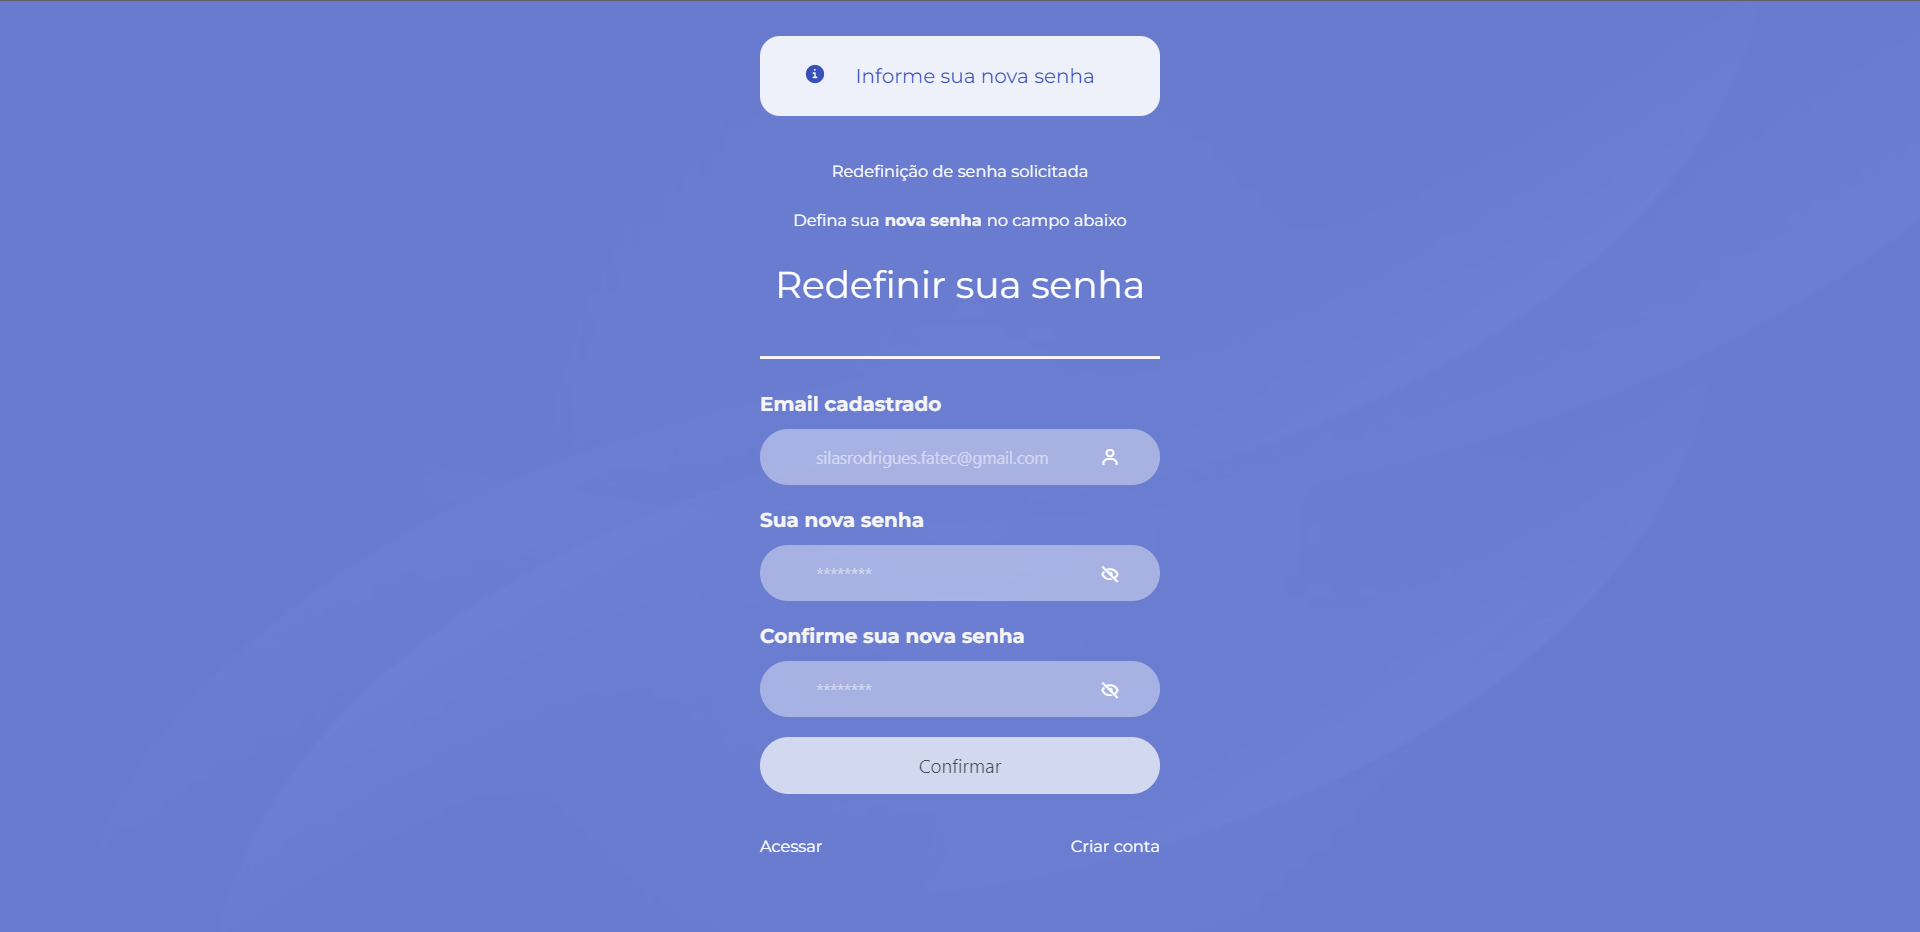 Informe sua nova senha
Redefinição de senha solicitada
Defina sua nova senha no campo abaixo
Redefinir sua senha
Email cadastrado
silasrodrigues.fatec@gmail.com
Sua nova senha
********
Confirme sua nova senha
********
Confirmar
Acessar
Criar conta